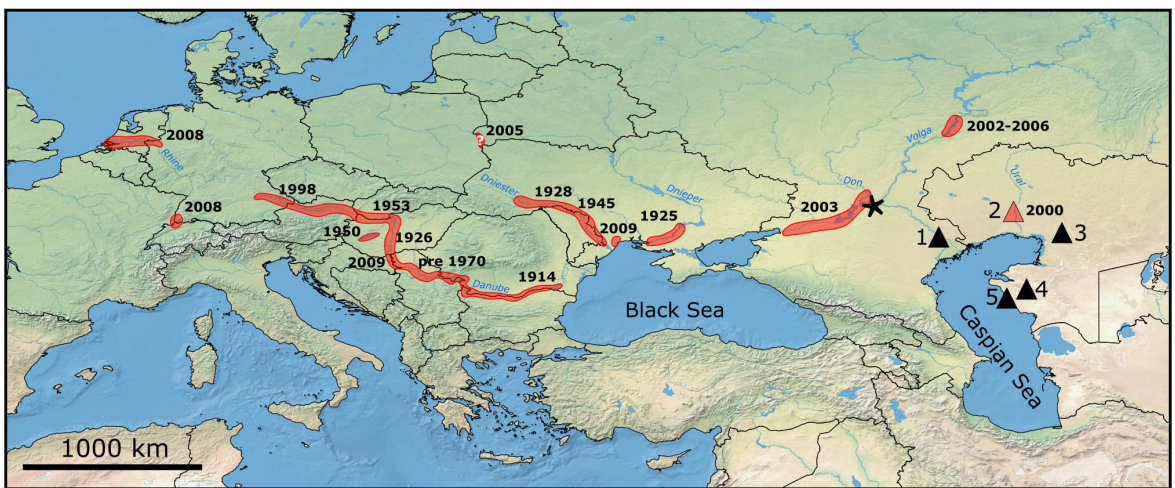 2008
Rhine
2005
?
2002-2006
Volga
1998
1953
1950
1926
2009
pre 1970
Danube
1914
2008
Dniester
1928
1945
2009
Dnieper
1925
Don
2003
Ural
2
2000
1
3
4
5
Black Sea
Caspian Sea
1000 km